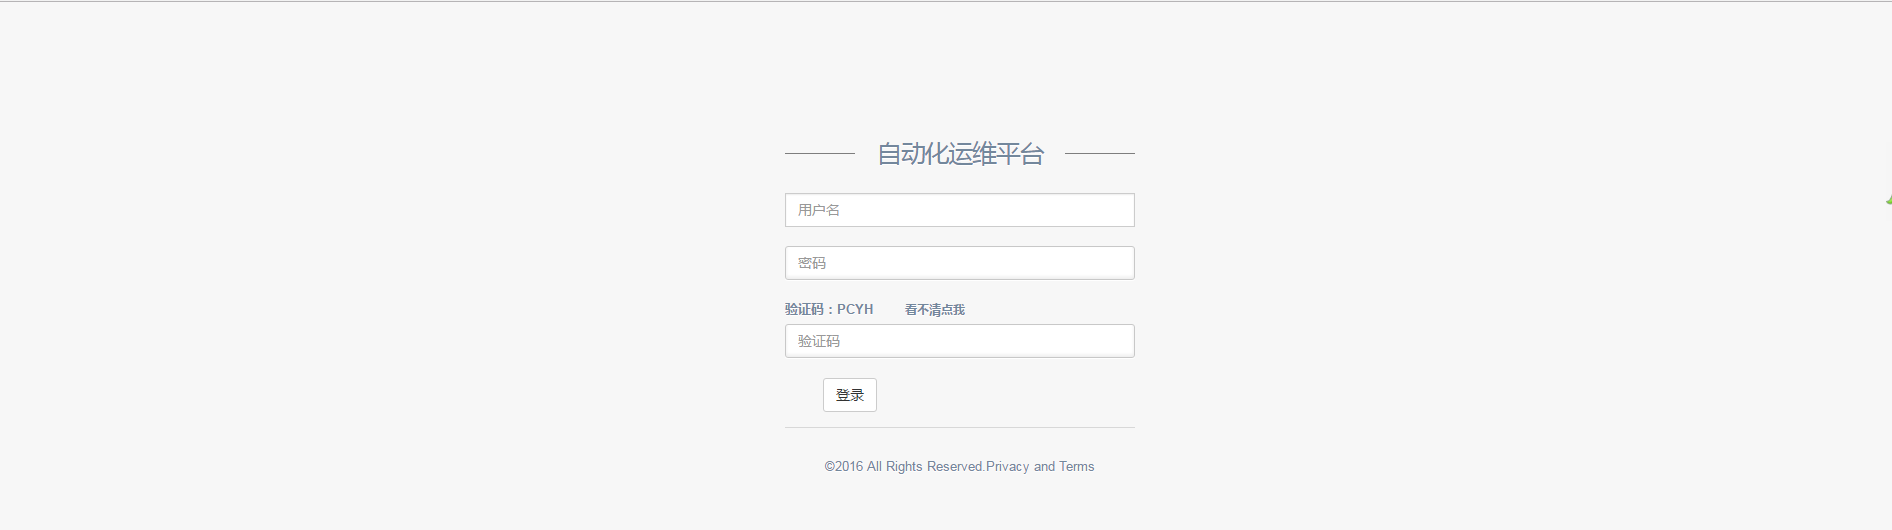 自动化运维平台
用户名
密码
验证码：PCYH 看不清点我
验证码
登录
©2016 All Rights Reserved.Privacy and Terms